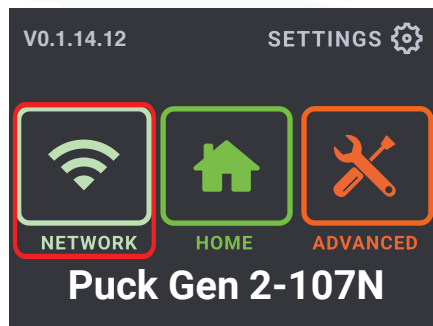 V0.1.14.12 SETTINGS
NETWORK HOME ADVANCED
Puck Gen 2-107N